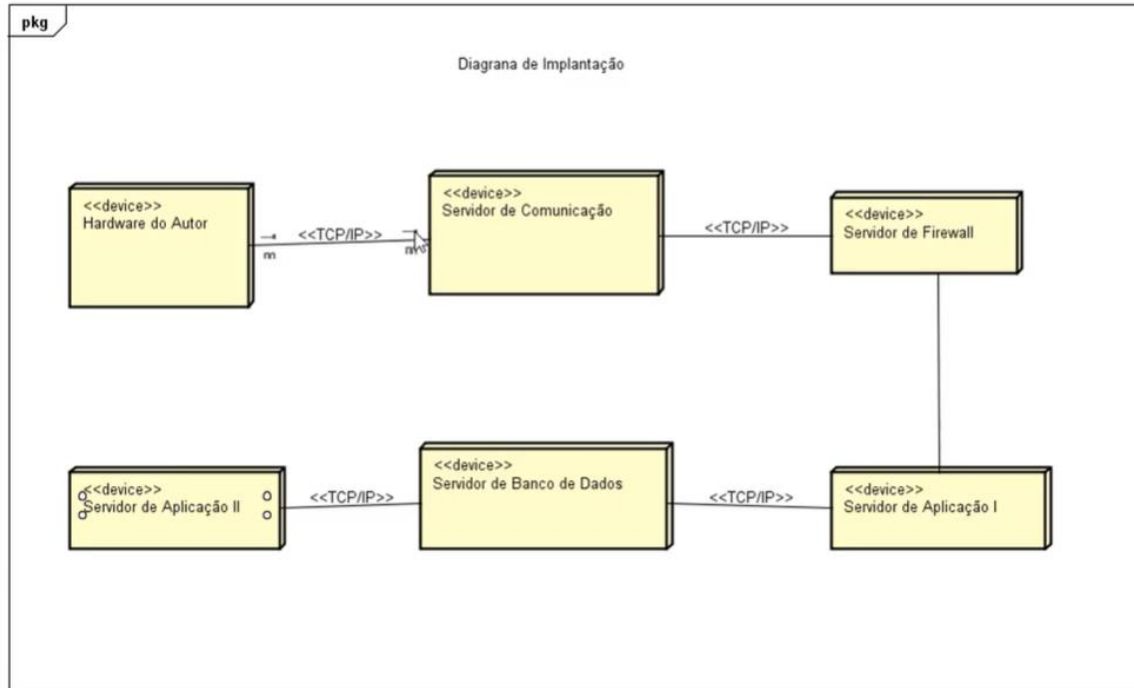 pkg
Diagrana de Implantação
<<device>>
Hardware do Autor
<<TCP/IP>>
<<device>>
Servidor de Comunicação
<<TCP/IP>>
<<device>>
Servidor de Firewall
<<device>>
Servidor de Aplicação II
<<TCP/IP>>
<<device>>
Servidor de Banco de Dados
<<TCP/IP>>
<<device>>
Servidor de Aplicação I